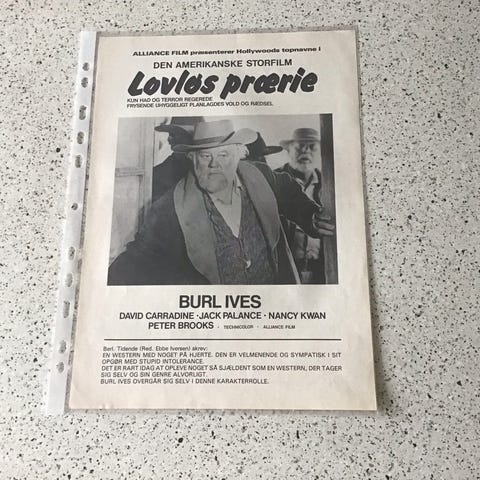 ALLIANCE FILM præsenterer Hollywoods topnavne i
DEN AMERIKANSKE STORFILM
Lovløs prærie
KUN HAD OG TERROR REGEREDE
FRYSENDE UHYGGELIGT PLANLAGDES VOLD OG RÆDSEL
BURL IVES
DAVID CARRADINE · JACK PALANCE · NANCY KWAN
PETER BROOKS · TECHNICOLOR · ALLIANCE FILM
Berl. Tidende (Red. Ebbe Iversen) skrev:
EN WESTERN MED NOGET PÅ HJERTE. DEN ER VELMENENDE OG SYMPATISK I SIT
OPGØR MED STUPID INTOLERANCE.
DET ER RART IDAG AT OPLEVE NOGET SÅ SJÆLDENT SOM EN WESTERN, DER TAGER
SIG SELV OG SIN GENRE ALVORLIGT.
BURL IVES OVERGÅR SIG SELV I DENNE KARAKTERROLLE.